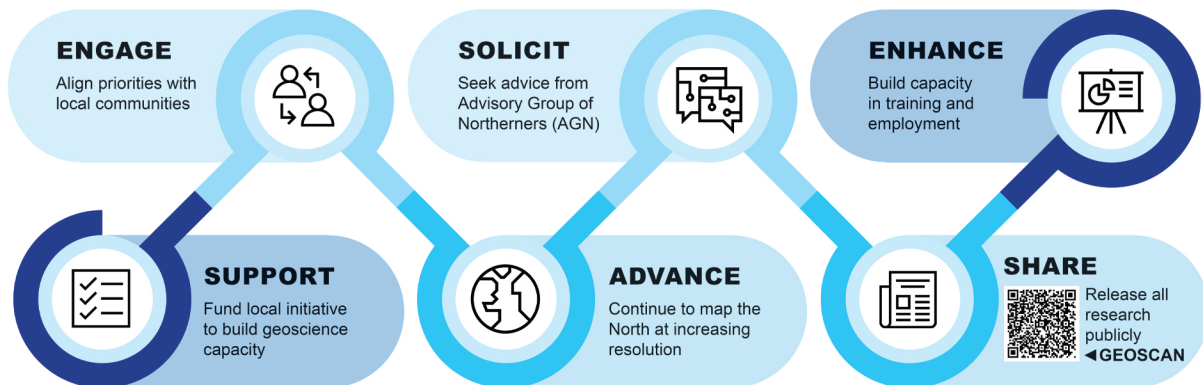 ENGAGE
Align priorities with
local communities
SOLICIT
Seek advice from
Advisory Group of
Northerners (AGN)
ENHANCE
Build capacity
in training and
employment
SUPPORT
Fund local initiative
to build geoscience
capacity
ADVANCE
Continue to map the
North at increasing
resolution
SHARE
Release all
research
publicly
◄GEOSCAN